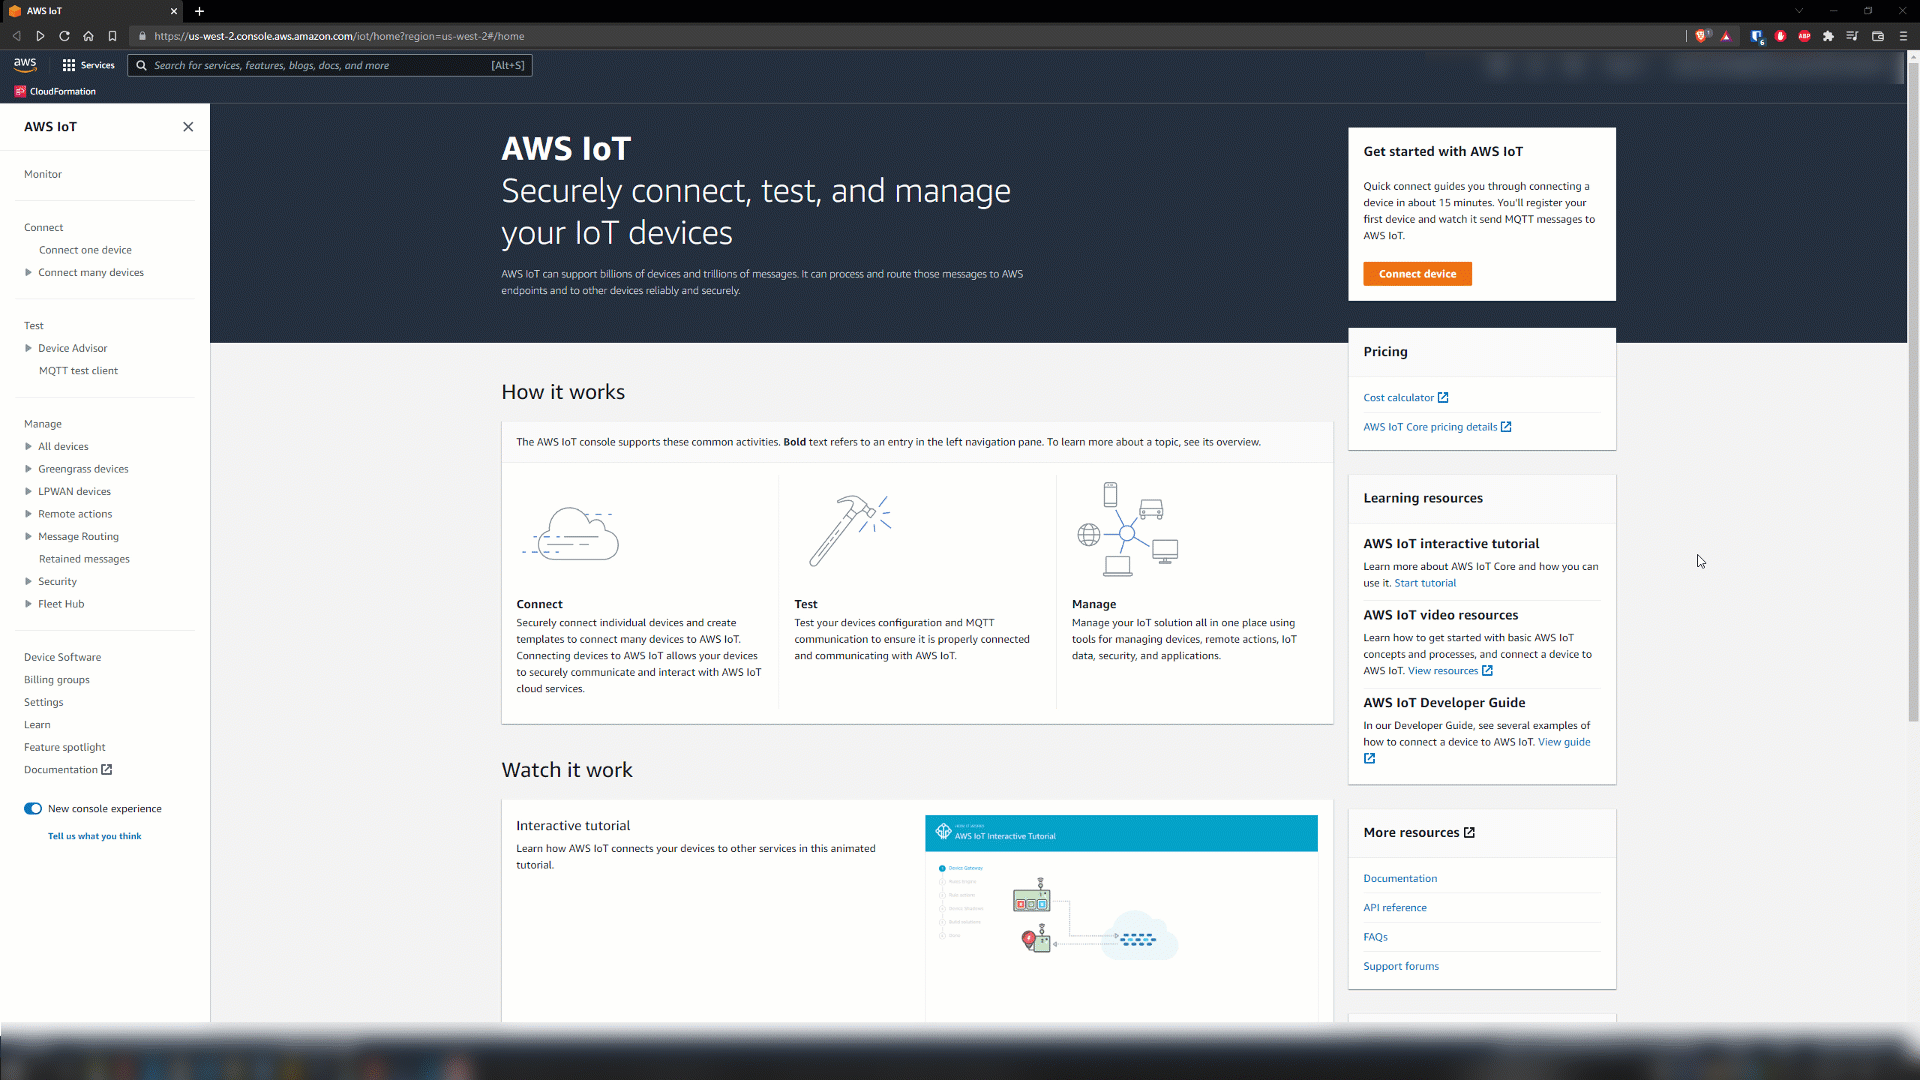 AWS IoT
https://us-west-2.console.aws.amazon.com/iot/home?region=us-west-2#/home
6
ABP
aws
Services
Search for services, features, blogs, docs, and more
[Alt+S]
CloudFormation
AWS IoT
Monitor
Connect
Connect one device
Connect many devices
Test
Device Advisor
MQTT test client
Manage
All devices
Greengrass devices
LPWAN devices
Remote actions
Message Routing
Retained messages
Security
Fleet Hub
Device Software
Billing groups
Settings
Learn
Feature spotlight
Documentation
New console experience
Tell us what you think
AWS IoT
Securely connect, test, and manage
your IoT devices
AWS IoT can support billions of devices and trillions of messages. It can process and route those messages to AWS
endpoints and to other devices reliably and securely.
How it works
The AWS IoT console supports these common activities. Bold text refers to an entry in the left navigation pane. To learn more about a topic, see its overview.
Connect
Securely connect individual devices and create
templates to connect many devices to AWS IoT.
Connecting devices to AWS IoT allows your devices
to securely communicate and interact with AWS IoT
cloud services.
Test
Test your devices configuration and MQTT
communication to ensure it is properly connected
and communicating with AWS IoT.
Manage
Manage your IoT solution all in one place using
tools for managing devices, remote actions, IoT
data, security, and applications.
Watch it work
Interactive tutorial
Learn how AWS IoT connects your devices to other services in this animated
tutorial.
AWS IoT Interactive Tutorial
Device Gateway
Get started with AWS IoT
Quick connect guides you through connecting a
device in about 15 minutes. You'll register your
first device and watch it send MQTT messages to
AWS IoT.
Connect device
Pricing
Cost calculator
AWS IoT Core pricing details
Learning resources
AWS IoT interactive tutorial
Learn more about AWS IoT Core and how you can
use it. Start tutorial
AWS IoT video resources
Learn how to get started with basic AWS IoT
concepts and processes, and connect a device to
AWS IoT. View resources
AWS IoT Developer Guide
In our Developer Guide, see several examples of
how to connect a device to AWS IoT. View guide
More resources
Documentation
API reference
FAQs
Support forums